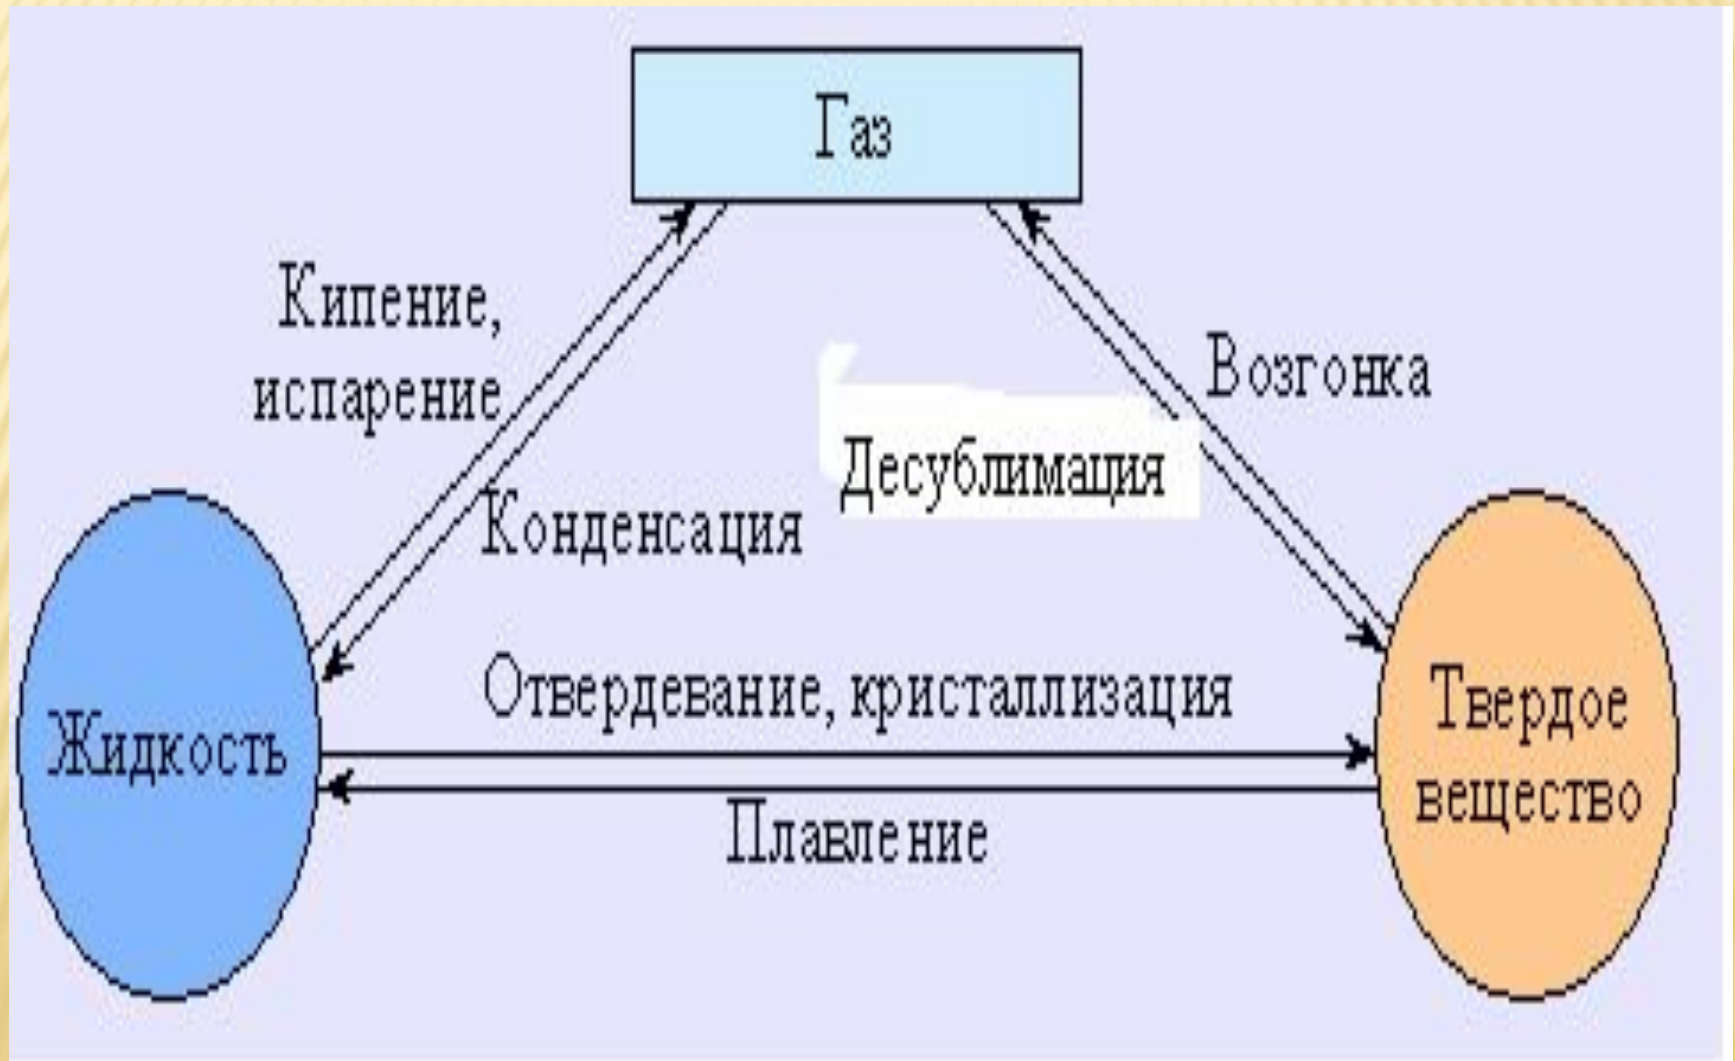 Газ
Кипение,
испарение
Возгонка
Десублимация
Конденсация
Отвердевание, кристаллизация
Жидкость
Твердое
вещество
Плавление